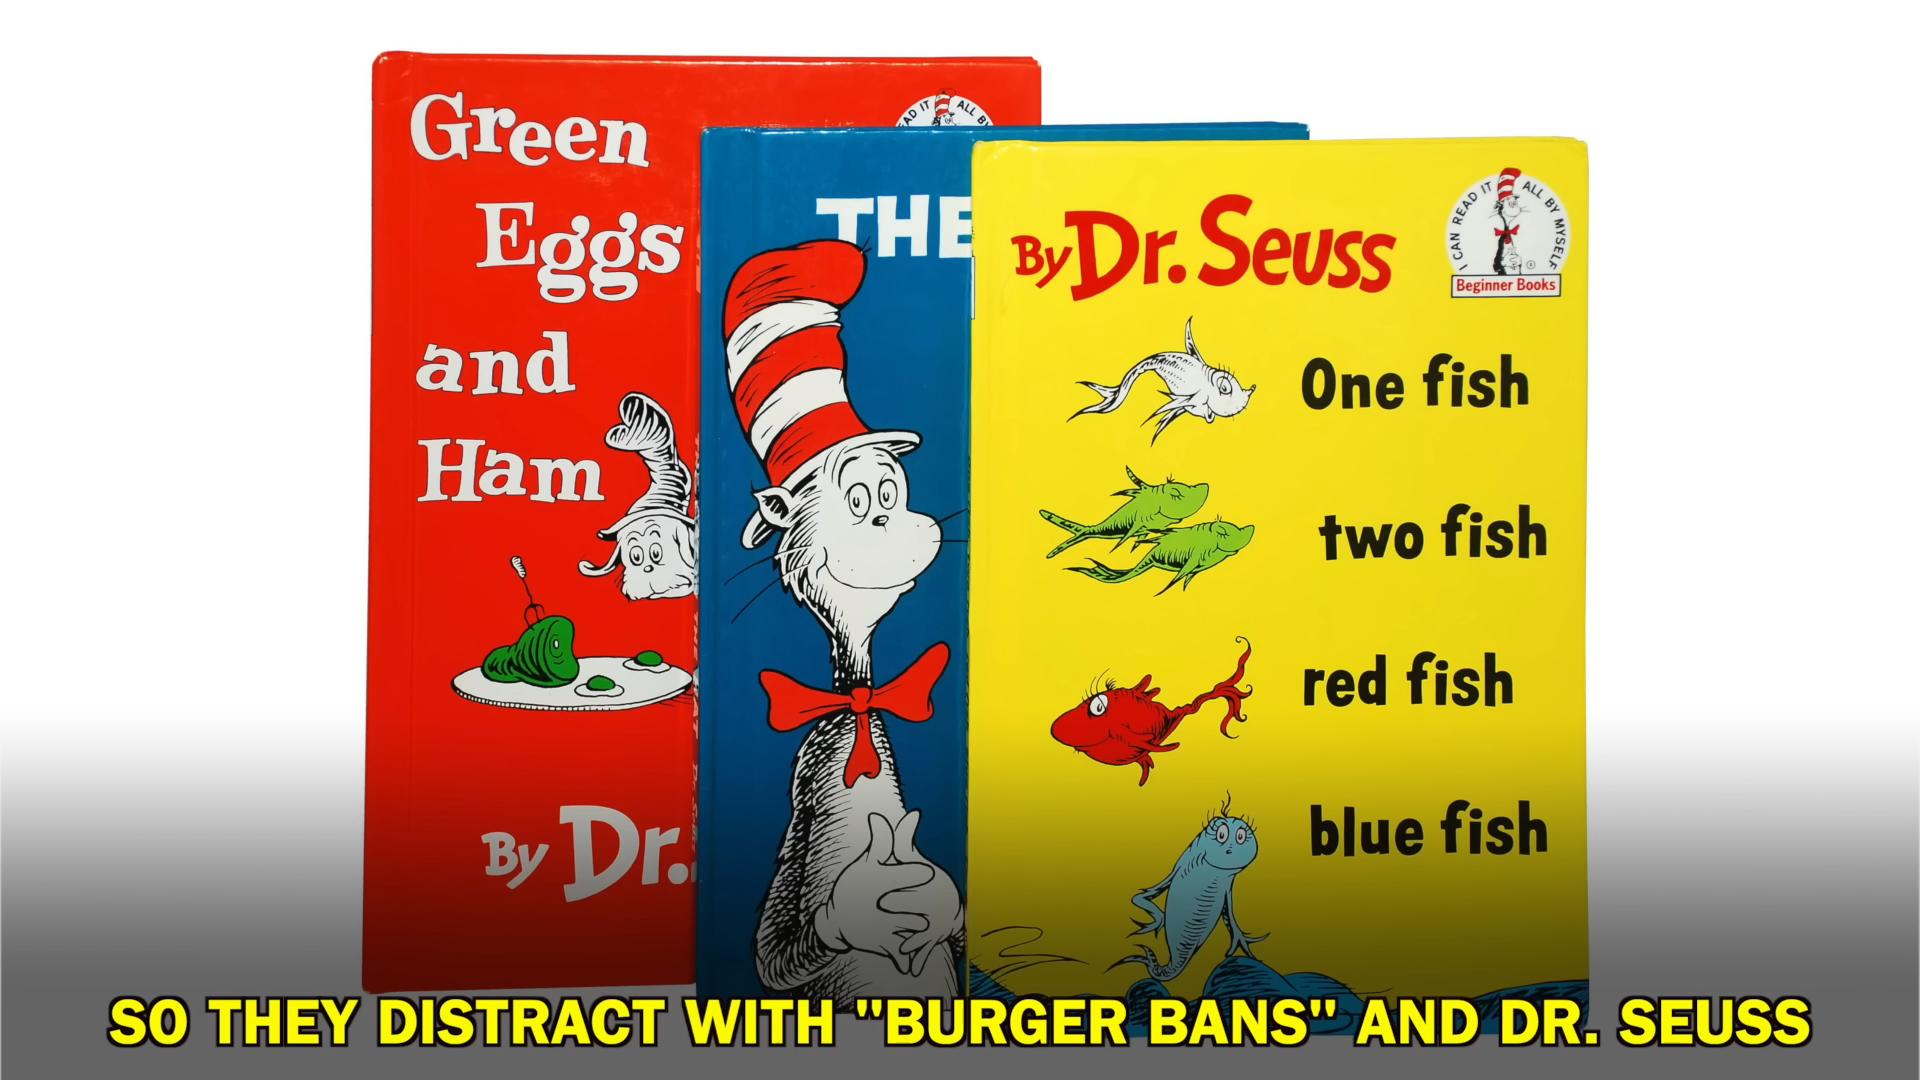 Green
Eggs
and
Ham
By Dr.
THE
By Dr. Seuss
I CAN READ IT ALL BY MYSELF
Beginner Books
One fish
two fish
red fish
blue fish
SO THEY DISTRACT WITH "BURGER BANS" AND DR. SEUSS